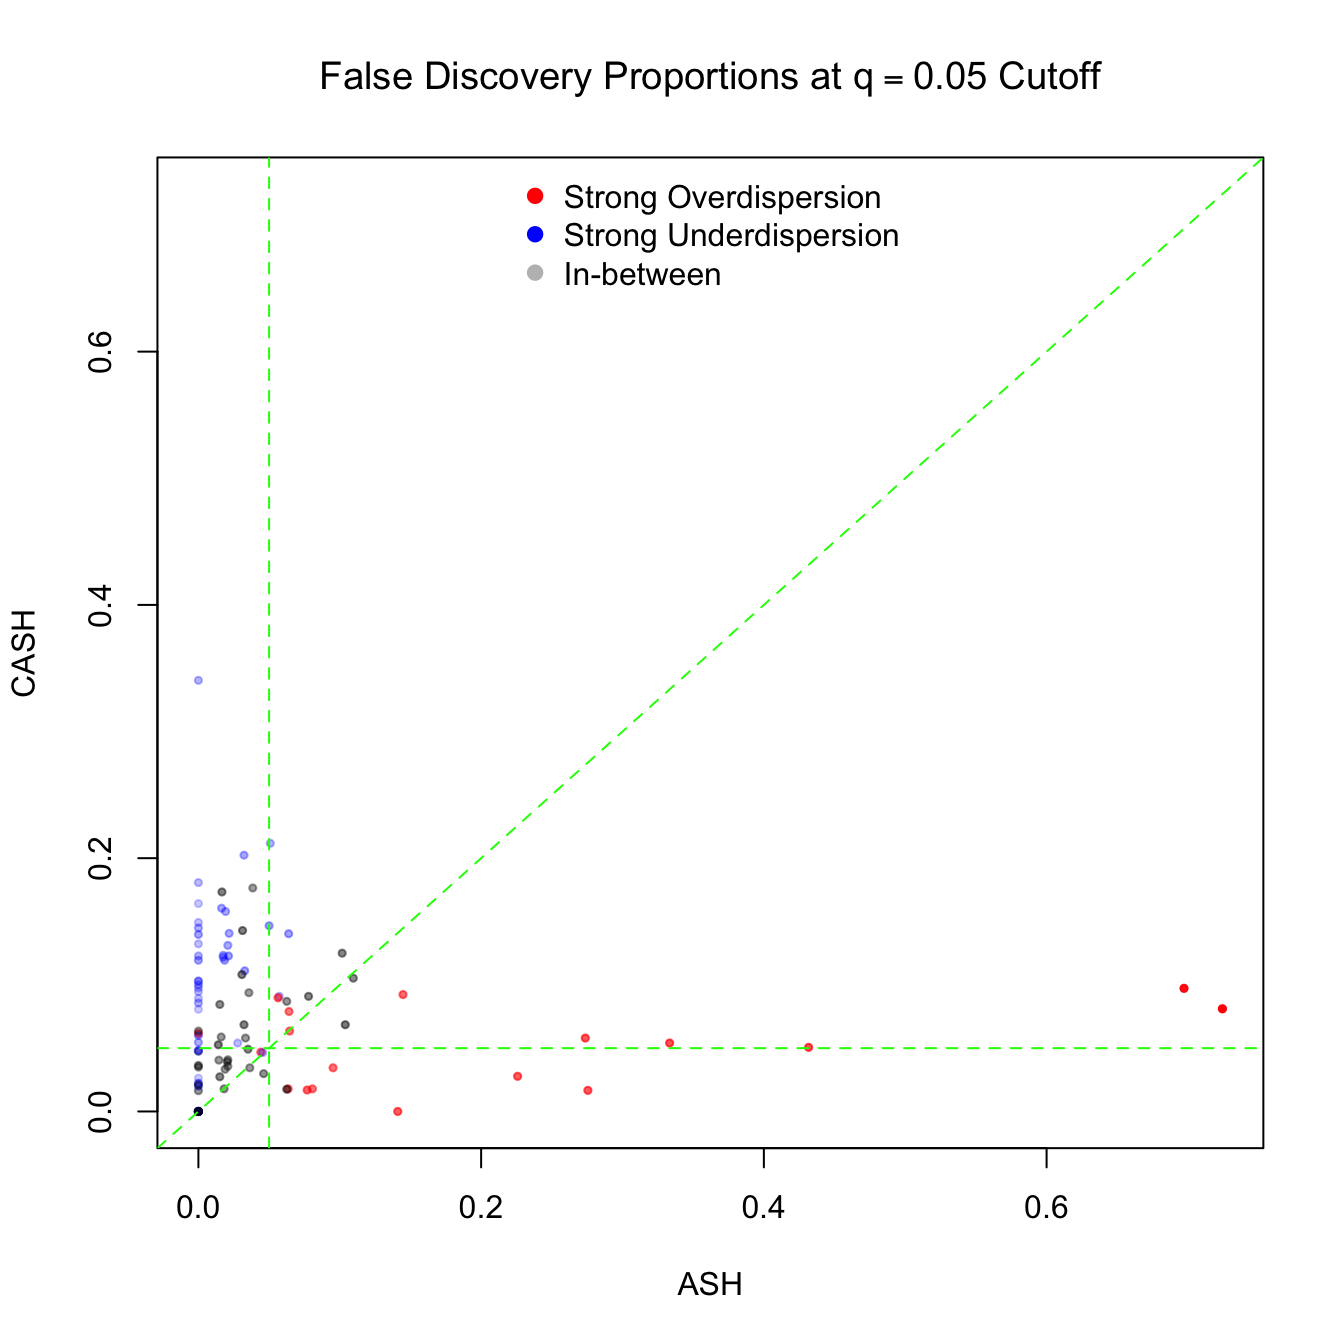 False Discovery Proportions at q = 0.05 Cutoff
Strong Overdispersion
Strong Underdispersion
In-between
CASH
0.6
0.4
0.2
0.0
0.0 0.2 0.4 0.6
ASH